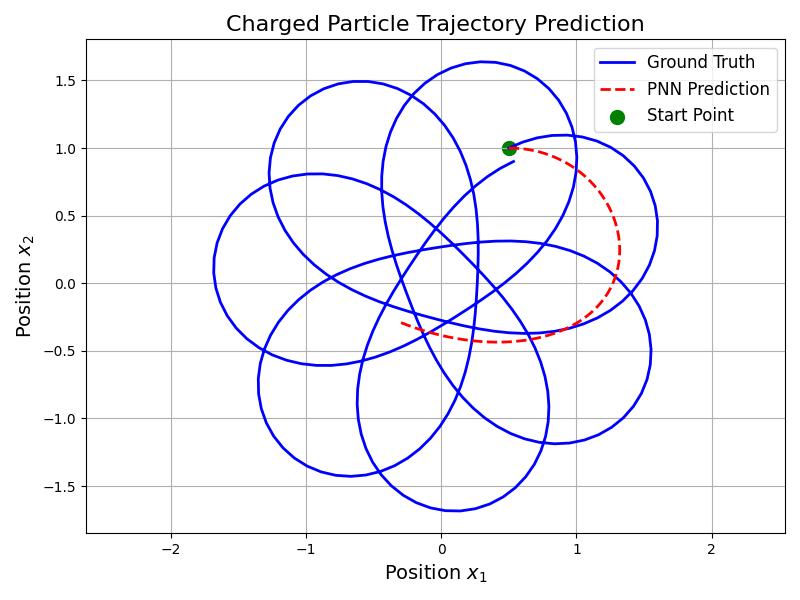 Charged Particle Trajectory Prediction
Ground Truth
PNN Prediction
Start Point
1.5
1.0
0.5
0.0
−0.5
−1.0
−1.5
Position x₂
−2
−1
0
1
2
Position x₁